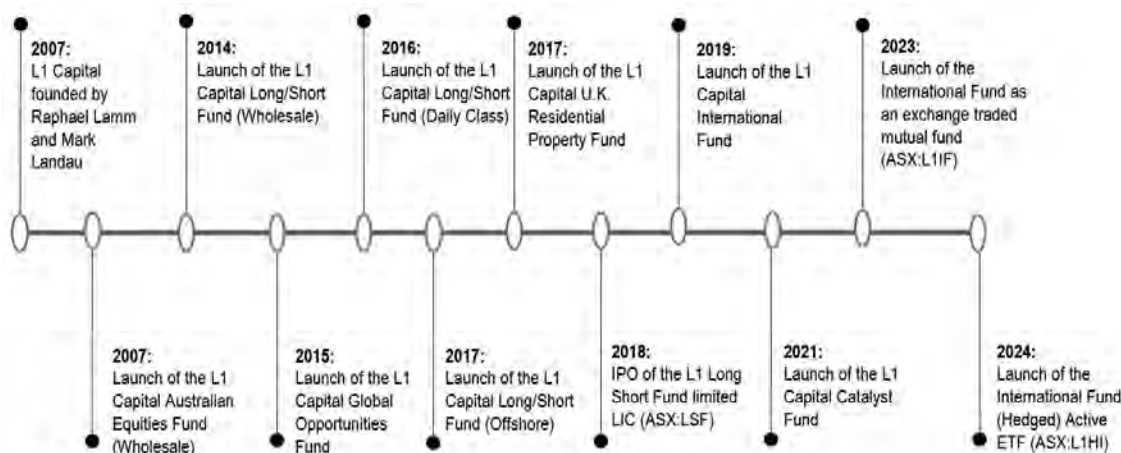 2007:
L1 Capital
founded by
Raphael Lamm
and Mark
Landau
2014:
Launch of the L1
Capital Long/Short
Fund (Wholesale)
2016:
Launch of the L1
Capital Long/Short
Fund (Daily Class)
2017:
Launch of the L1
Capital U.K.
Residential
Property Fund
2019:
Launch of the L1
Capital
International
Fund
2023:
Launch of the
International Fund as
an exchange traded
mutual fund
(ASX:L1IF)
2007:
Launch of the L1
Capital Australian
Equities Fund
(Wholesale)
2015:
Launch of the L1
Capital Global
Opportunities
Fund
2017:
Launch of the L1
Capital Long/Short
Fund (Offshore)
2018:
IPO of the L1 Long
Short Fund limited
LIC (ASX:LSF)
2021:
Launch of the L1
Capital Catalyst
Fund
2024:
Launch of the
International Fund
(Hedged) Active
ETF (ASX:L1HI)